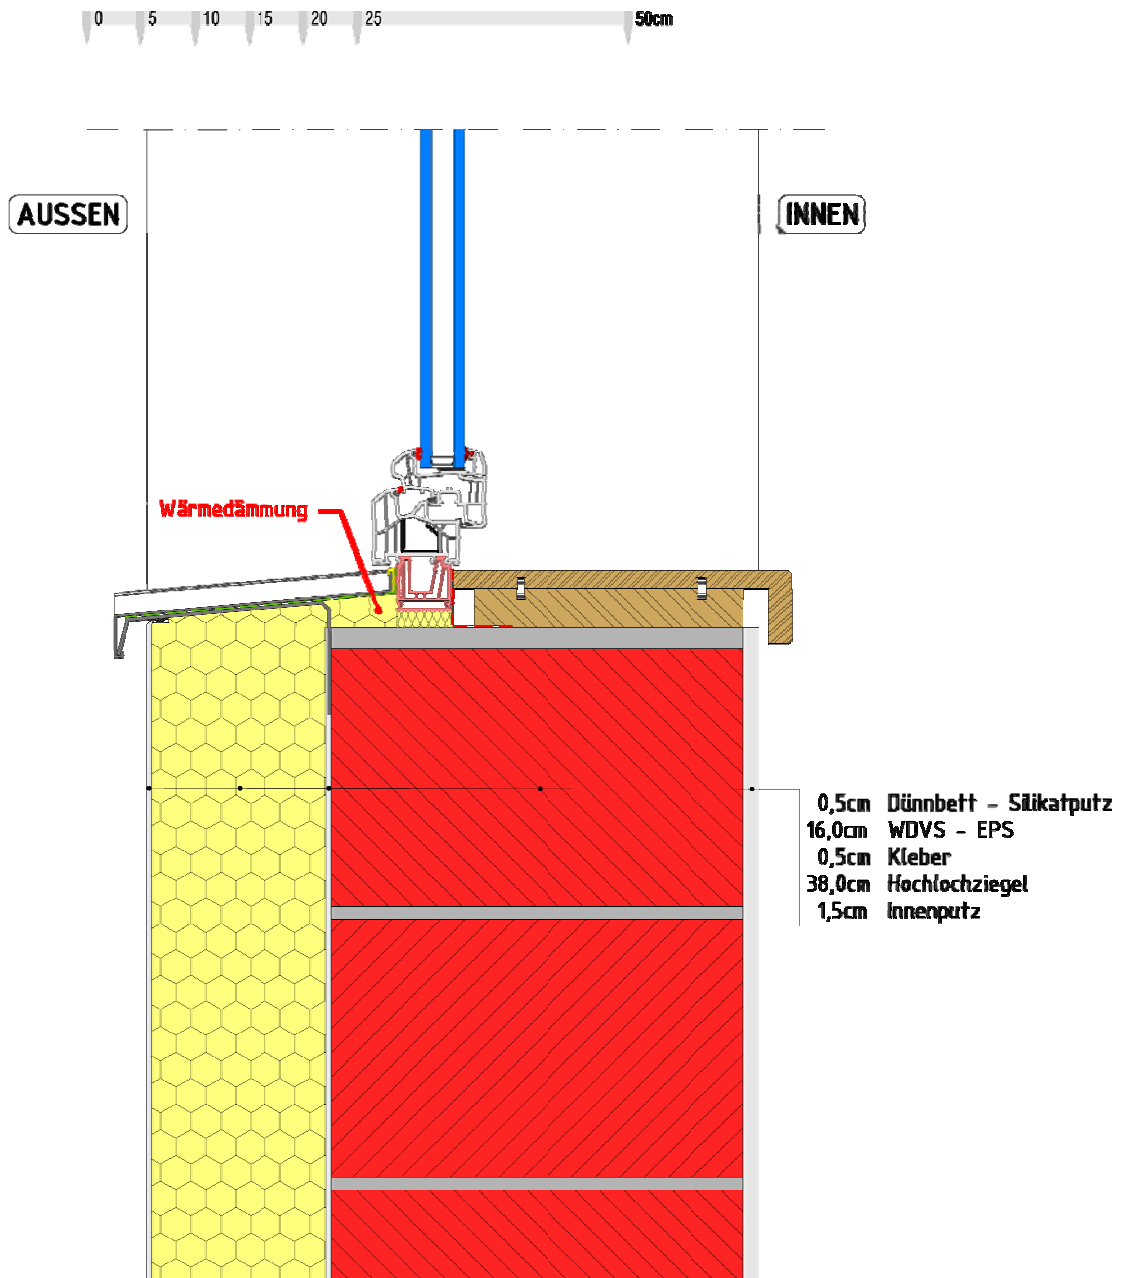 0 5 10 15 20 25 50cm
AUSSEN
INNEN
Wärmedämmung
0,5cm Dünnbett - Silikatputz
16,0cm WDVS - EPS
0,5cm Kleber
38,0cm Hochlochziegel
1,5cm Innenputz